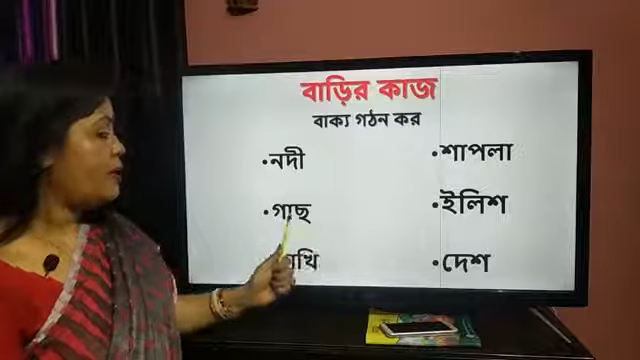 বাড়ির কাজ
বাক্য গঠন কর
•নদী
•গাছ
•শাপলা
•ইলিশ
•দেশ